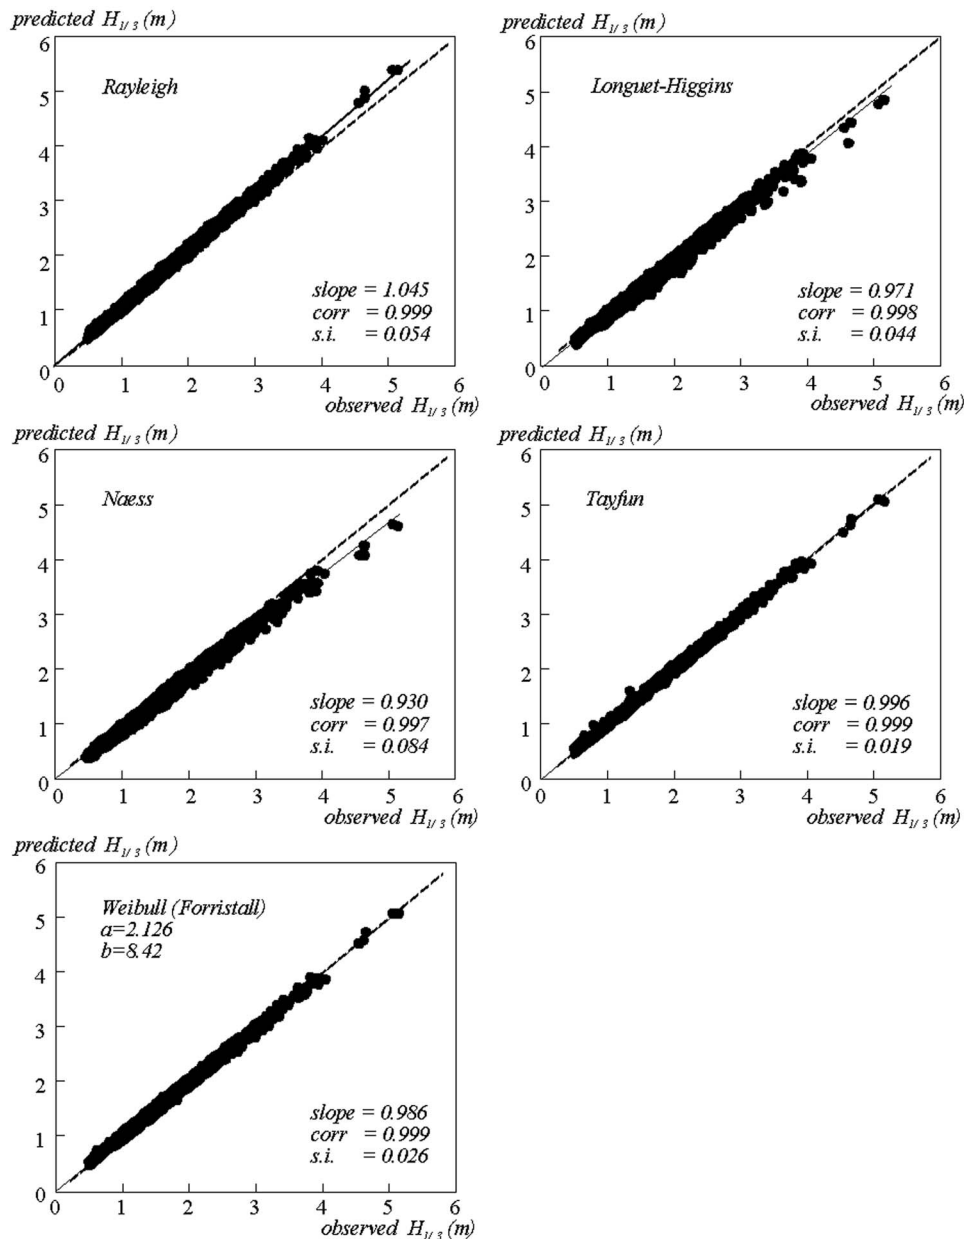 predicted H1/3 (m)
6
Rayleigh
5
4
3
2
slope = 1.045
corr = 0.999
1
s.i. = 0.054
0
0 1 2 3 4 5 6
observed H1/3 (m)
predicted H1/3 (m)
6
Longuet-Higgins
5
4
3
2
slope = 0.971
corr = 0.998
1
s.i. = 0.044
0
0 1 2 3 4 5 6
observed H1/3 (m)
predicted H1/3 (m)
6
Naess
5
4
3
2
slope = 0.930
corr = 0.997
1
s.i. = 0.084
0
0 1 2 3 4 5 6
observed H1/3 (m)
predicted H1/3 (m)
6
Tayfun
5
4
3
2
slope = 0.996
corr = 0.999
1
s.i. = 0.019
0
0 1 2 3 4 5 6
observed H1/3 (m)
predicted H1/3 (m)
6
Weibull (Forristall)
5
a=2.126
b=8.42
4
3
2
slope = 0.986
corr = 0.999
1
s.i. = 0.026
0
0 1 2 3 4 5 6
observed H1/3 (m)